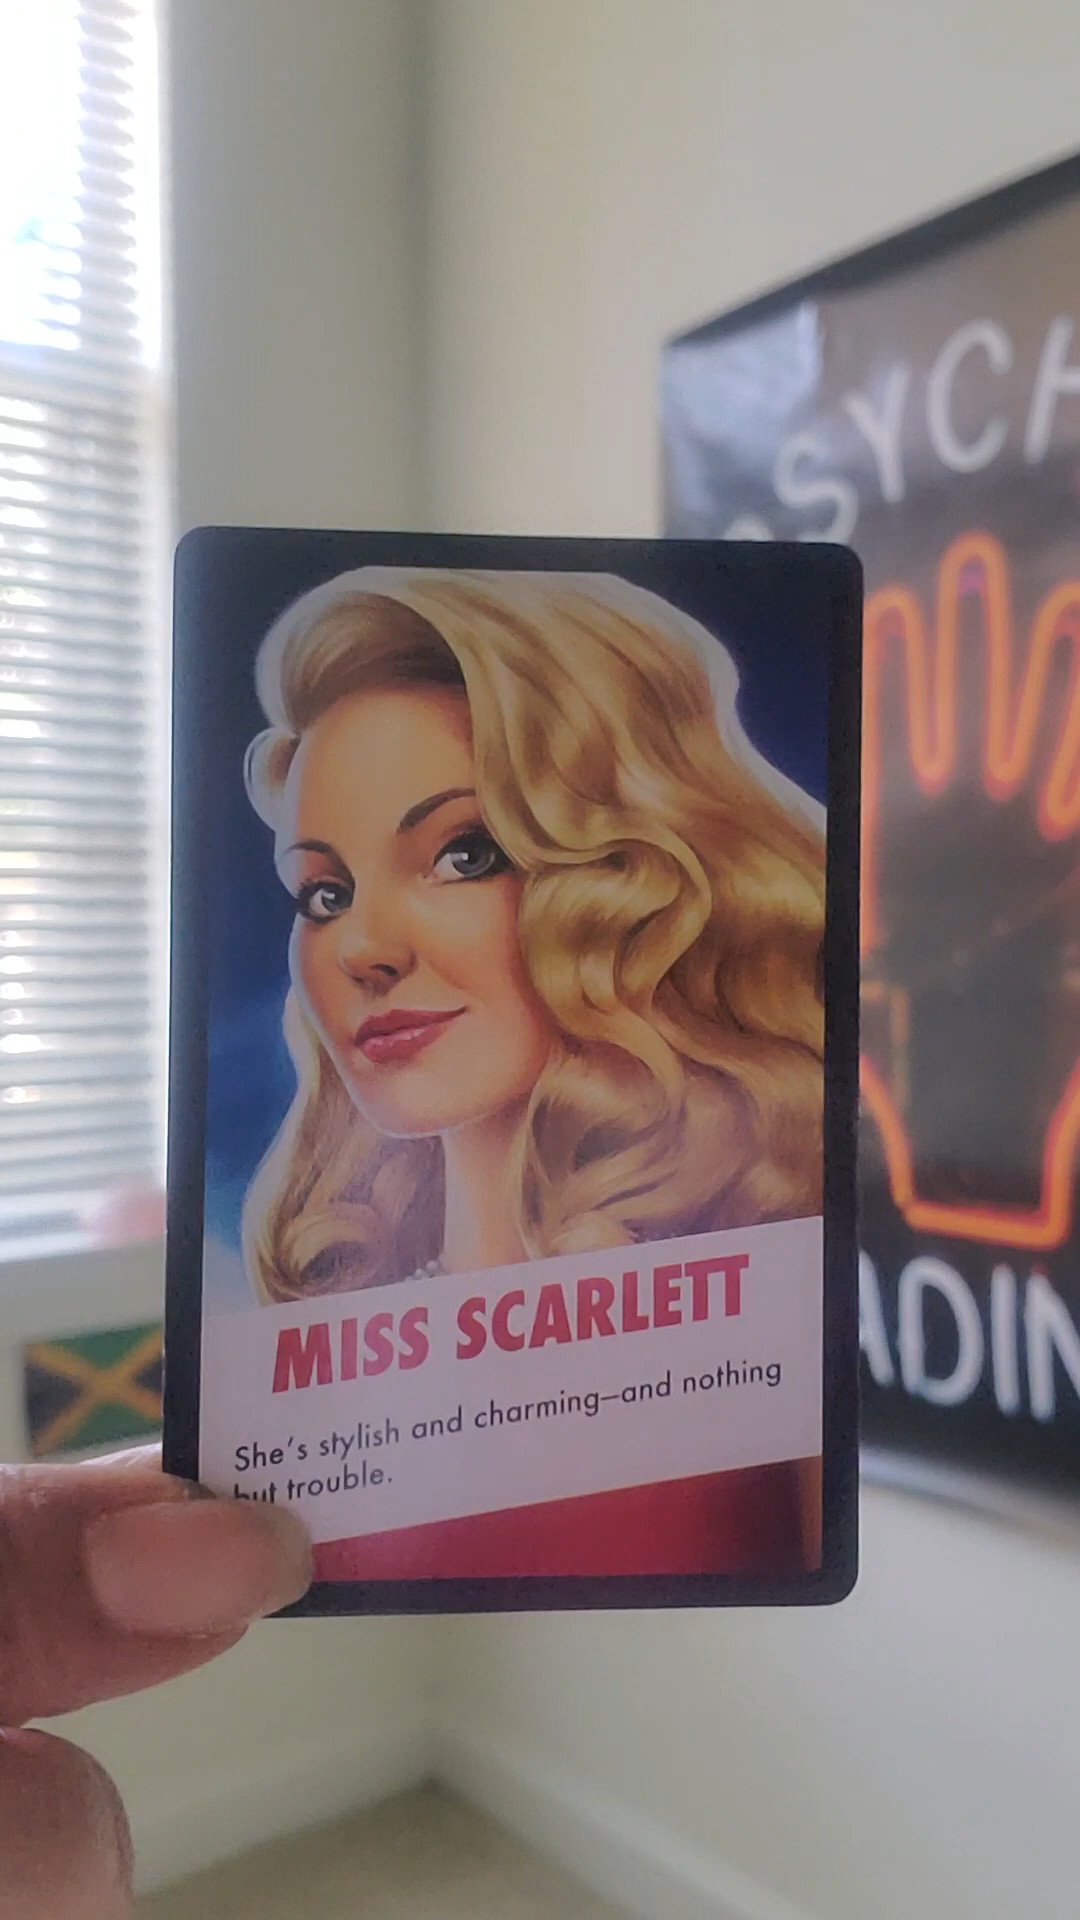 SYCH
MISS SCARLETT
She's stylish and charming—and nothing
but trouble.
ADIN